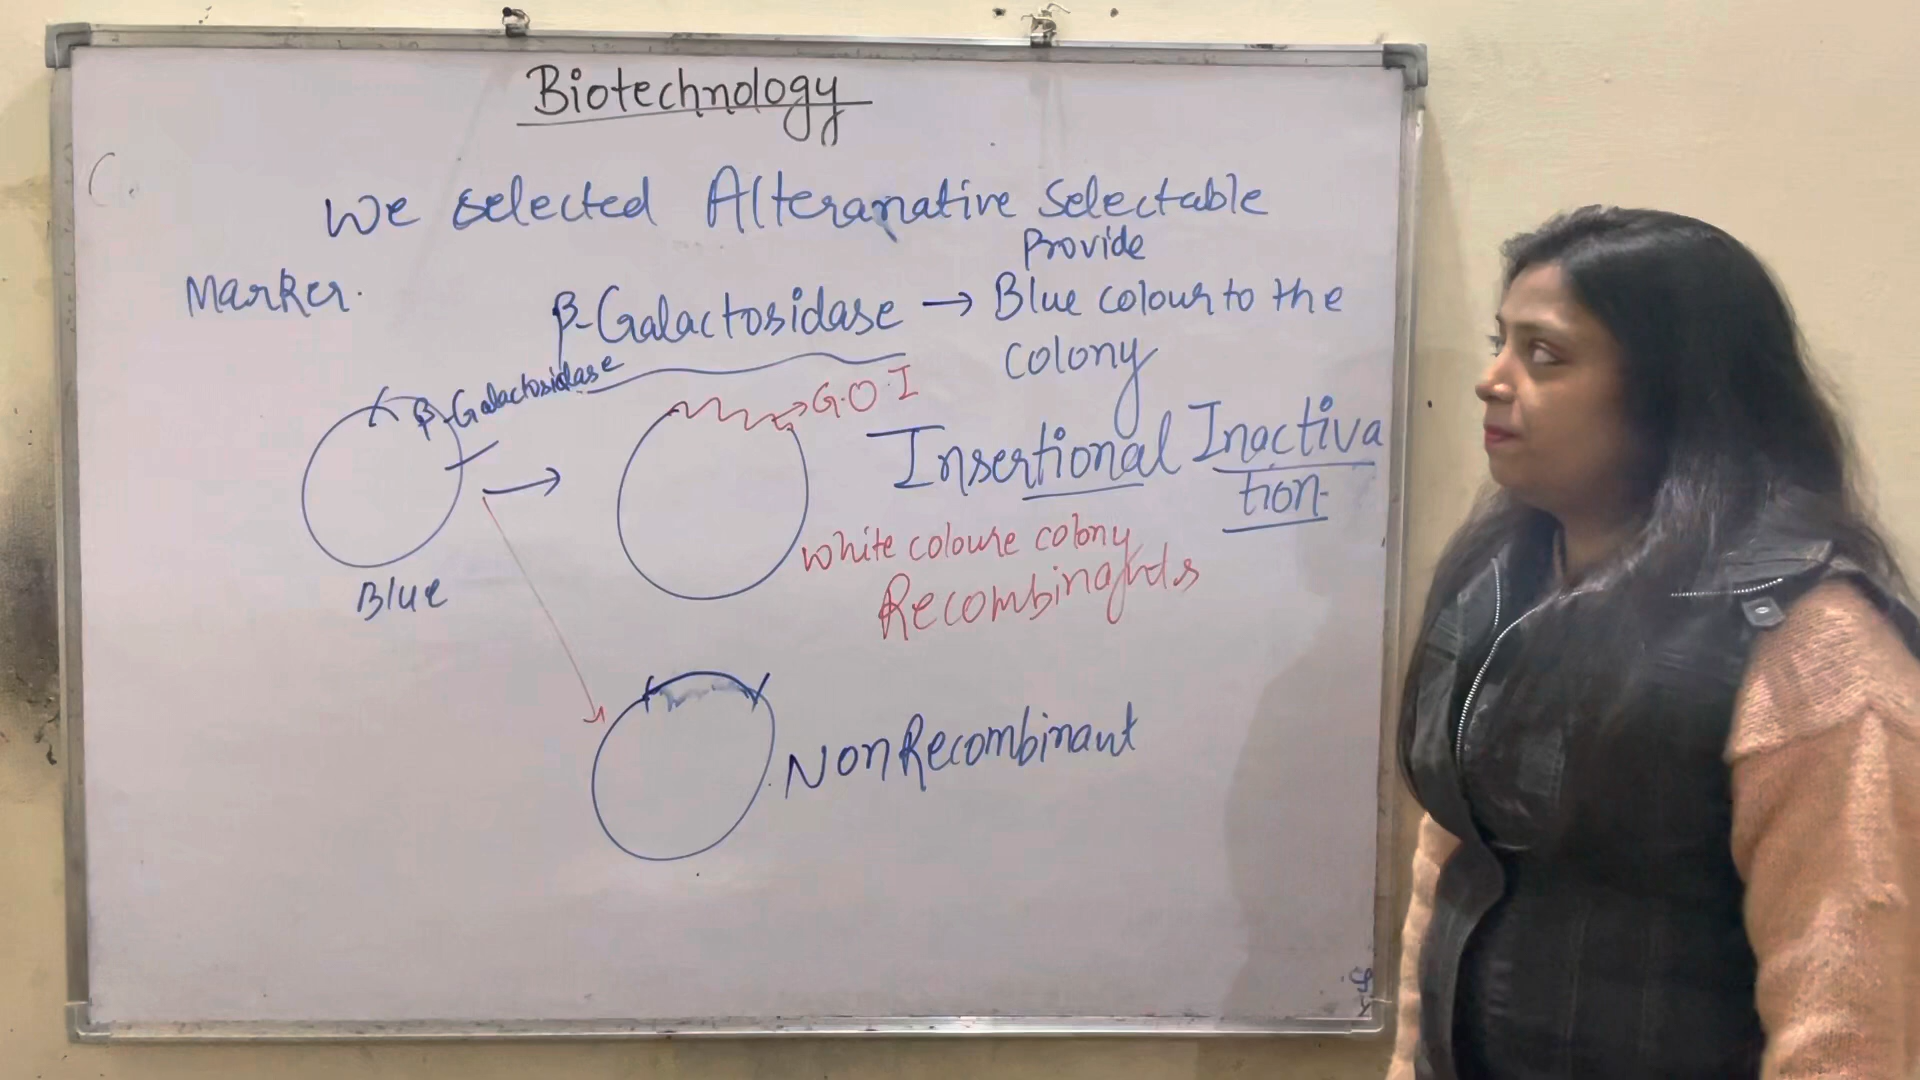 Biotechnology
We selected Alteranative Selectable
Marker.
Provide
β-Galactosidase → Blue colour to the
colony
β-Galactosidase
G.O.I
Insertional Inactiva
tion.
White coloure colony
Recombinants
Blue
NonRecombinant